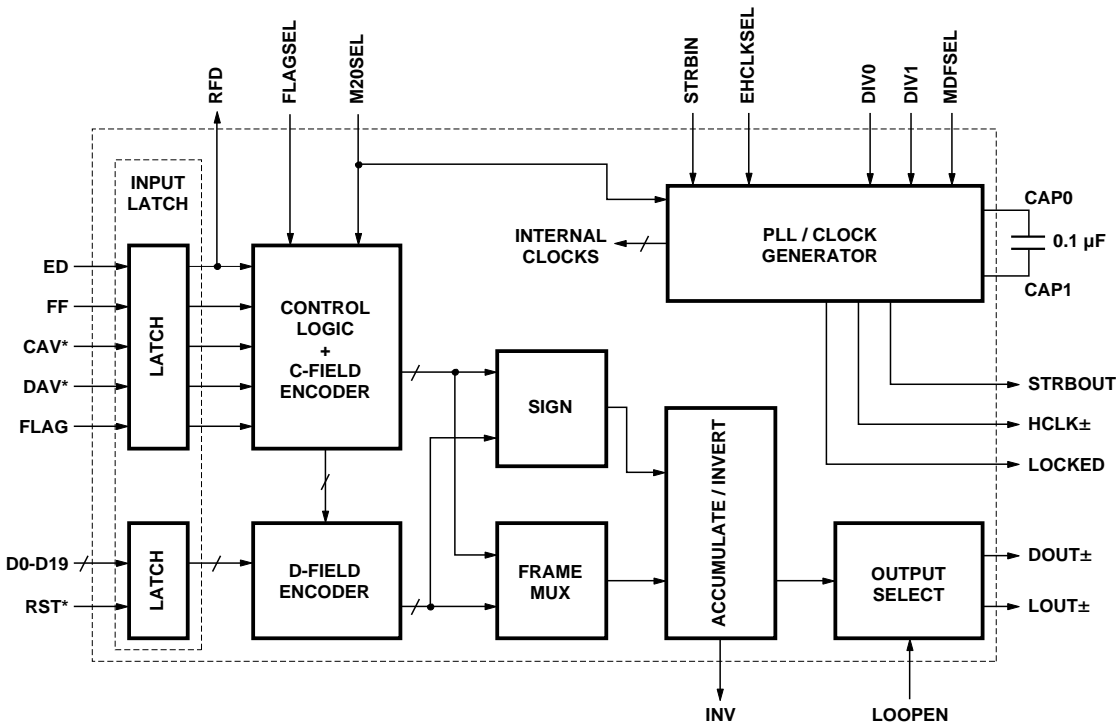 RFD
FLAGSEL
M20SEL
STRBIN
EHCLKSEL
DIV0
DIV1
MDFSEL
INPUT
LATCH
ED
FF
CAV*
DAV*
FLAG
LATCH
CONTROL
LOGIC
+
C-FIELD
ENCODER
INTERNAL
CLOCKS
PLL / CLOCK
GENERATOR
CAP0
0.1 µF
CAP1
SIGN
ACCUMULATE / INVERT
STRBOUT
HCLK±
LOCKED
D0-D19
RST*
LATCH
D-FIELD
ENCODER
FRAME
MUX
OUTPUT
SELECT
DOUT±
LOUT±
INV
LOOPEN